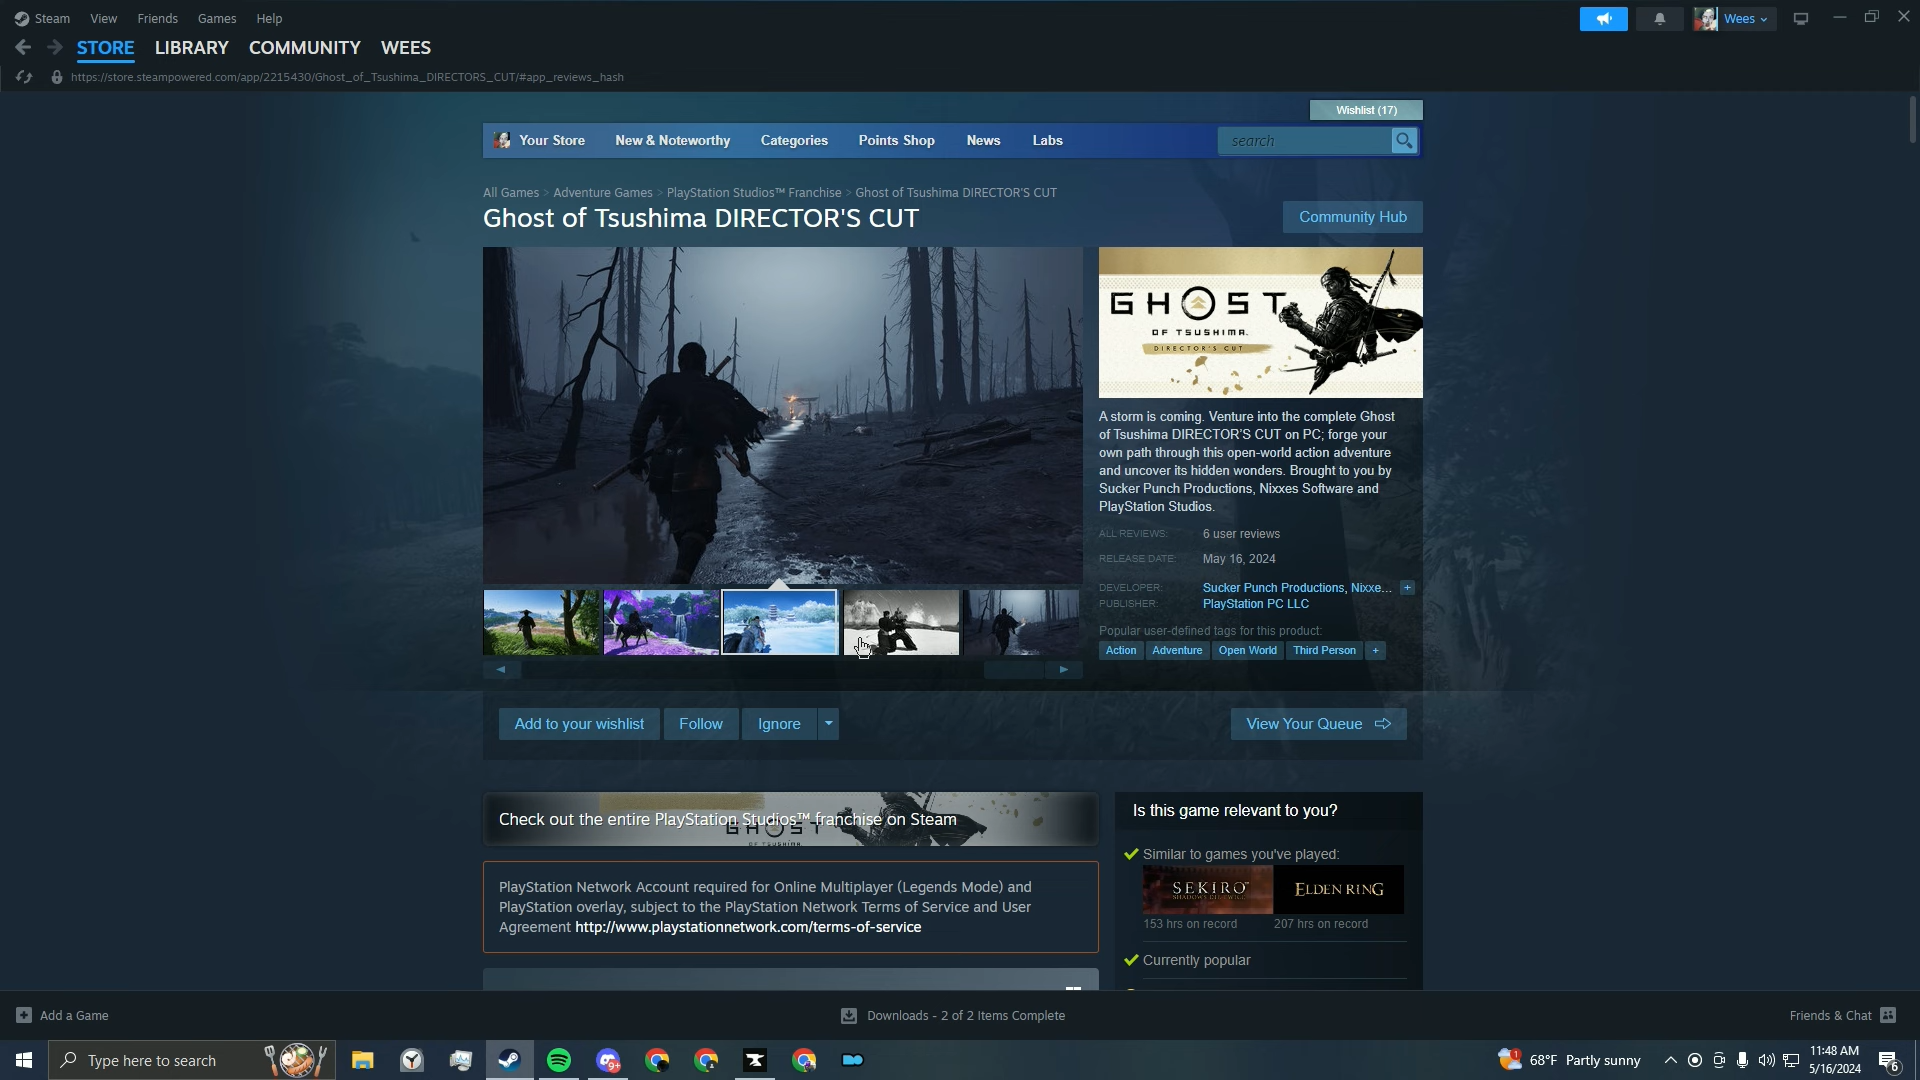 Steam View Friends Games Help
Wees
STORE LIBRARY COMMUNITY WEES
https://store.steampowered.com/app/2215430/Ghost_of_Tsushima_DIRECTORS_CUT/#app_reviews_hash
Wishlist (17)
Your Store New & Noteworthy Categories Points Shop News Labs
search
All Games > Adventure Games > PlayStation Studios™ Franchise > Ghost of Tsushima DIRECTOR'S CUT
Ghost of Tsushima DIRECTOR'S CUT
Community Hub
GHOST
OF TSUSHIMA
DIRECTOR'S CUT
A storm is coming. Venture into the complete Ghost
of Tsushima DIRECTOR'S CUT on PC; forge your
own path through this open-world action adventure
and uncover its hidden wonders. Brought to you by
Sucker Punch Productions, Nixxes Software and
PlayStation Studios.
ALL REVIEWS: 6 user reviews
RELEASE DATE: May 16, 2024
DEVELOPER: Sucker Punch Productions, Nixxe... +
PUBLISHER: PlayStation PC LLC
Popular user-defined tags for this product:
Action Adventure Open World Third Person +
Add to your wishlist Follow Ignore
View Your Queue
Check out the entire PlayStation Studios™ franchise on Steam
GHOST
OF TSUSHIMA
Is this game relevant to you?
Similar to games you've played:
SEKIRO
SHADOWS DIE TWICE
ELDEN RING
153 hrs on record 207 hrs on record
Currently popular
PlayStation Network Account required for Online Multiplayer (Legends Mode) and
PlayStation overlay, subject to the PlayStation Network Terms of Service and User
Agreement http://www.playstationnetwork.com/terms-of-service
Add a Game
Downloads - 2 of 2 Items Complete
Friends & Chat
Type here to search
9+
1
68°F Partly sunny
11:48 AM
5/16/2024
6